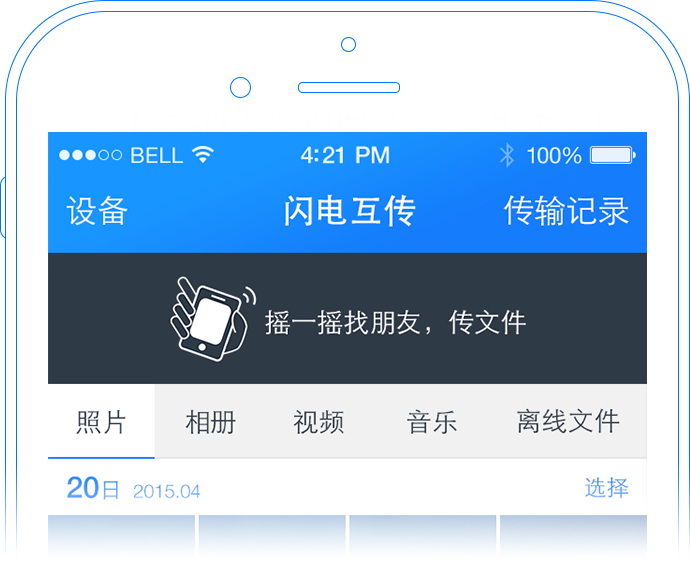 BELL 4:21 PM 100%
设备 闪电互传 传输记录
摇一摇找朋友，传文件
照片 相册 视频 音乐 离线文件
20日 2015.04 选择